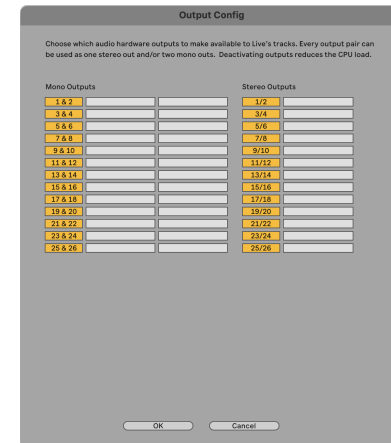 Output Config
Choose which audio hardware outputs to make available to Live's tracks. Every output pair can
be used as one stereo out and/or two mono outs. Deactivating outputs reduces the CPU load.
Mono Outputs Stereo Outputs
1 & 2 1/2
3 & 4 3/4
5 & 6 5/6
7 & 8 7/8
9 & 10 9/10
11 & 12 11/12
13 & 14 13/14
15 & 16 15/16
17 & 18 17/18
19 & 20 19/20
21 & 22 21/22
23 & 24 23/24
25 & 26 25/26
OK Cancel